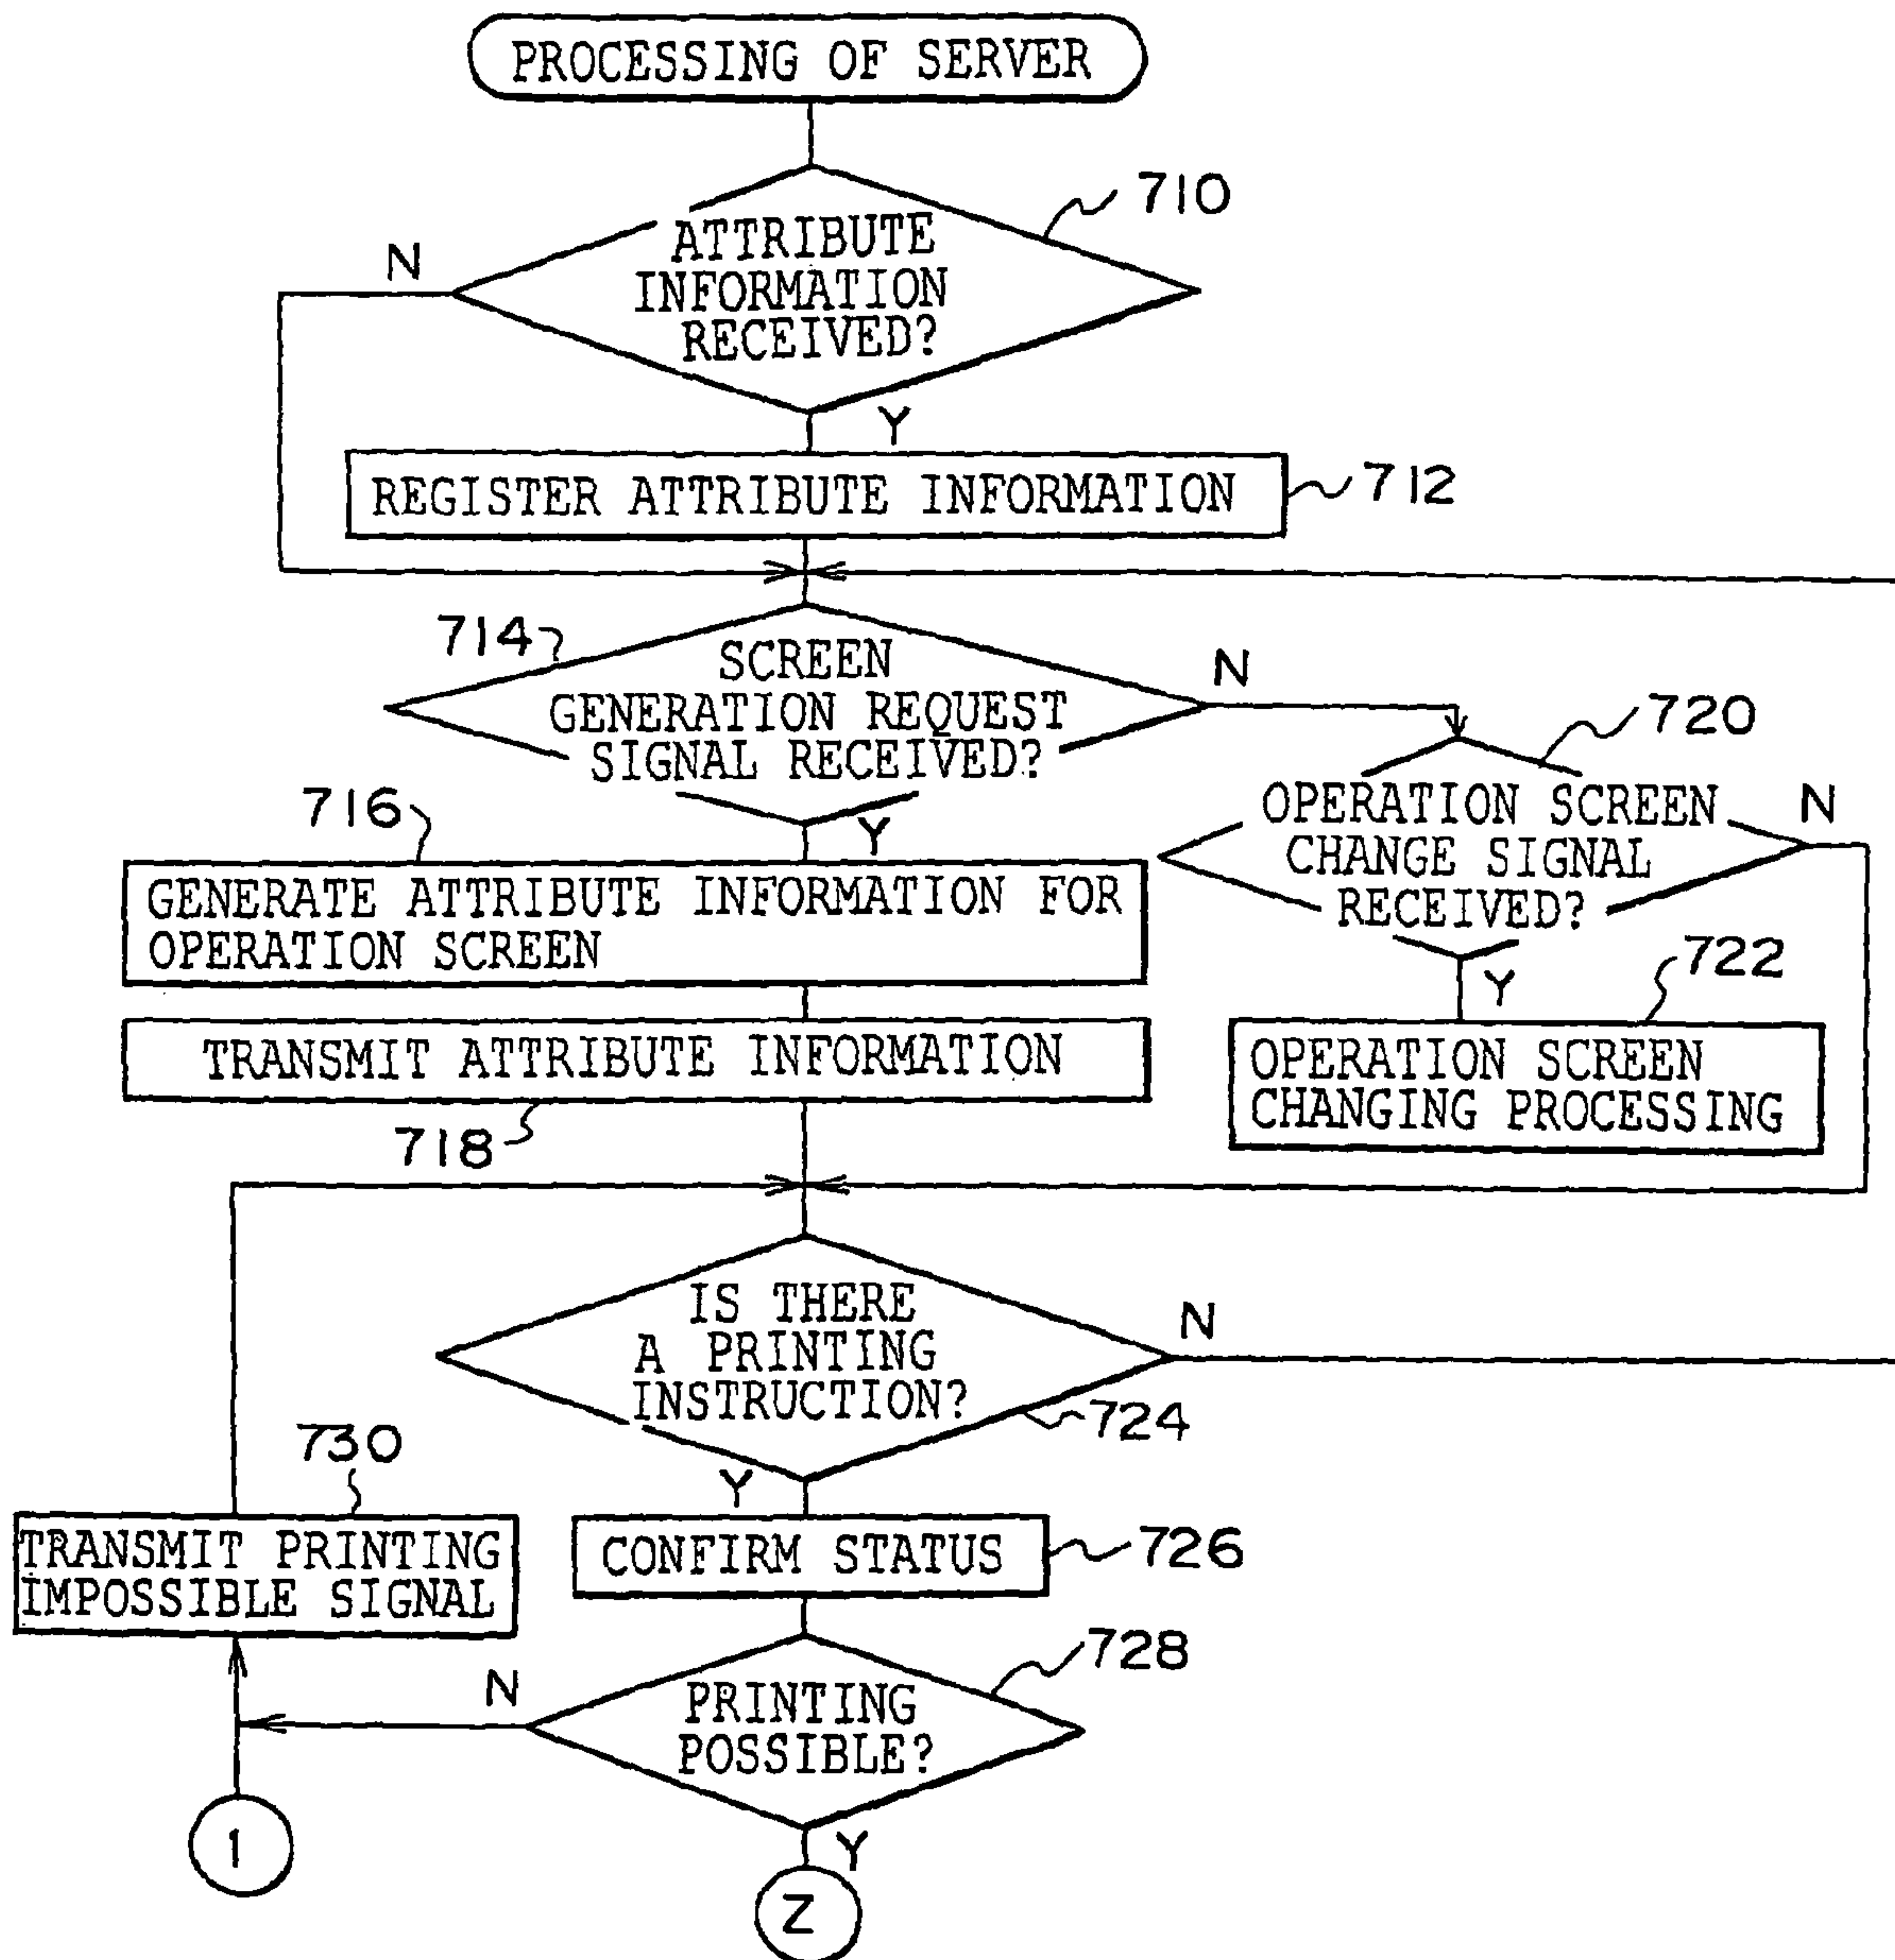 PROCESSING OF SERVER
710
ATTRIBUTE
INFORMATION
RECEIVED?
N
Y
REGISTER ATTRIBUTE INFORMATION
712
714
SCREEN
GENERATION REQUEST
SIGNAL RECEIVED?
N
Y
720
OPERATION SCREEN
CHANGE SIGNAL
RECEIVED?
N
Y
716
GENERATE ATTRIBUTE INFORMATION FOR
OPERATION SCREEN
722
OPERATION SCREEN
CHANGING PROCESSING
TRANSMIT ATTRIBUTE INFORMATION
718
IS THERE
A PRINTING
INSTRUCTION?
N
724
Y
730
TRANSMIT PRINTING
IMPOSSIBLE SIGNAL
CONFIRM STATUS
726
728
PRINTING
POSSIBLE?
N
Y
1
Z